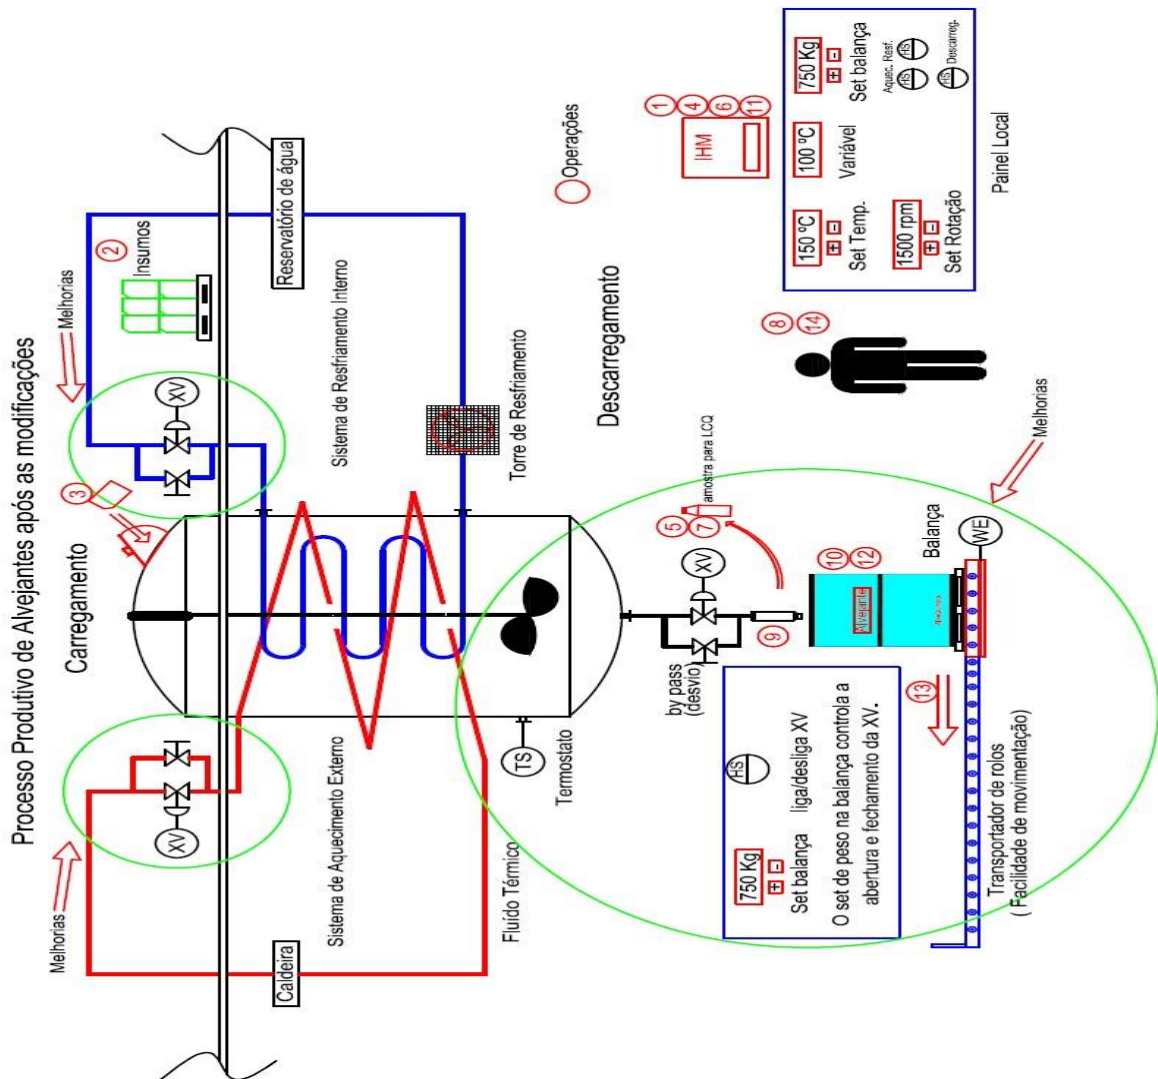 Processo Produtivo de Alvejantes após as modificações
Carregamento
Melhorias
Melhorias
XV
XV
3
2
Insumos
Caldeira
Reservatório de água
Sistema de Aquecimento Externo
Sistema de Resfriamento Interno
Fluído Térmico
TS
Termostato
Torre de Resfriamento
Descarregamento
Operações
by pass
(desvio)
XV
5
7
amostra para LCQ
9
750 Kg
+ -
Set balança
HS
liga/desliga XV
O set de peso na balança controla a
abertura e fechamento da XV.
10
12
Alvejante
Balança
WE
13
Transportador de rolos
( Facilidade de movimentação)
Melhorias
8
14
IHM
1
4
6
11
150 ºC
+ -
Set Temp.
100 ºC
Variável
750 Kg
+ -
Set balança
1500 rpm
+ -
Set Rotação
Aquec. Resf.
HS
HS
HS
Descarreg.
Painel Local